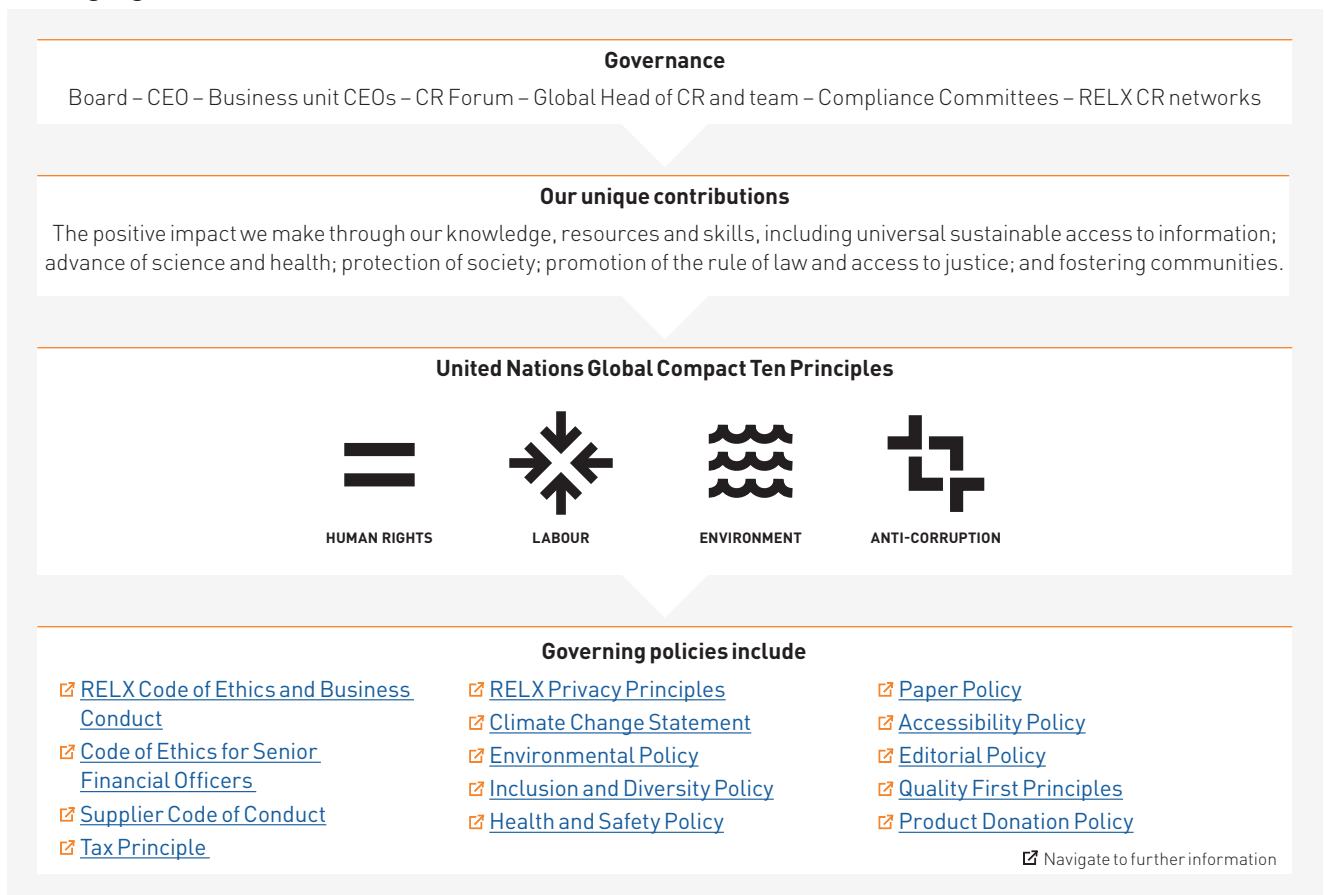 Governance
Board – CEO – Business unit CEOs – CR Forum – Global Head of CR and team – Compliance Committees – RELX CR networks
Our unique contributions
The positive impact we make through our knowledge, resources and skills, including universal sustainable access to information;
advance of science and health; protection of society; promotion of the rule of law and access to justice; and fostering communities.
United Nations Global Compact Ten Principles
HUMAN RIGHTS
LABOUR
ENVIRONMENT
ANTI-CORRUPTION
Governing policies include
RELX Code of Ethics and Business
Conduct
Code of Ethics for Senior
Financial Officers
Supplier Code of Conduct
Tax Principle
RELX Privacy Principles
Climate Change Statement
Environmental Policy
Inclusion and Diversity Policy
Health and Safety Policy
Paper Policy
Accessibility Policy
Editorial Policy
Quality First Principles
Product Donation Policy
Navigate to further information